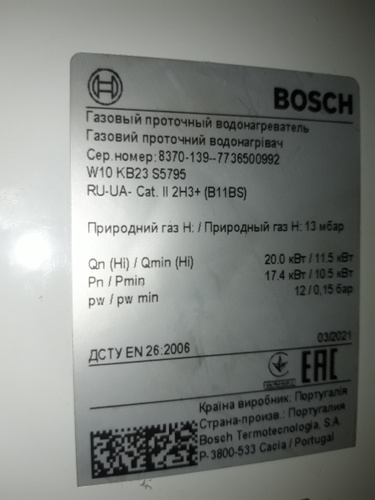 BOSCH
Газовый проточный водонагреватель
Газовий проточний водонагрівач
Сер.номер: 8370-139--7736500992
W10 KB23 S5795
RU-UA- Cat. II 2H3+ (B11BS)
Природний газ H: / Природный газ H: 13 мбар
Qn (Hi) / Qmin (Hi) 20.0 кВт / 11.5 кВт
Pn / Pmin 17.4 кВт / 10.5 кВт
pw / pw min 12 / 0,15 бар
03/2021
ДСТУ EN 26:2006
EAC
Країна виробник: Португалія
Страна-произв.: Португалия
Bosch Termotecnologia, S.A
P-3800-533 Cacia / Portugal